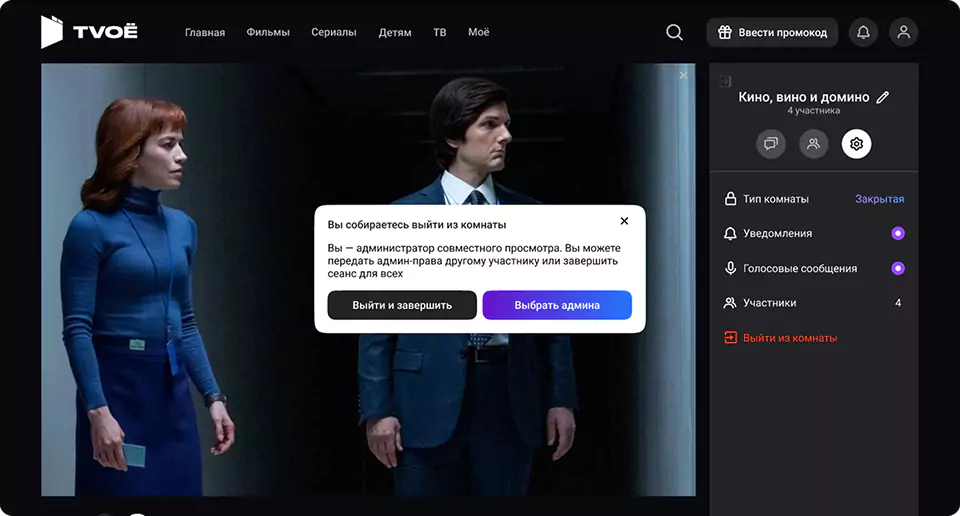 TVOЁ
Главная
Фильмы
Сериалы
Детям
ТВ
Моё
Ввести промокод
Кино, вино и домино
4 участника
Тип комнаты
Закрытая
Уведомления
Голосовые сообщения
Участники
4
Выйти из комнаты
Вы собираетесь выйти из комнаты
Вы — администратор совместного просмотра. Вы можете
передать админ-права другому участнику или завершить
сеанс для всех
Выйти и завершить
Выбрать админа